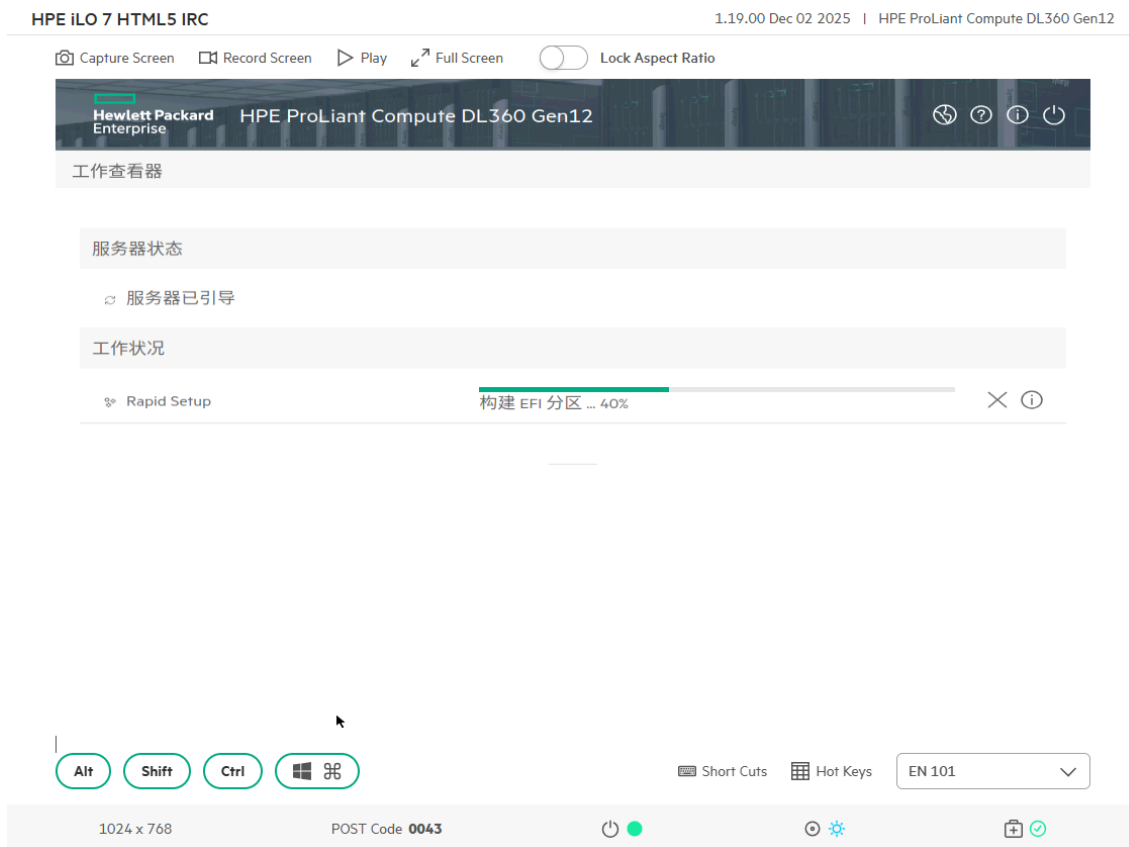 HPE iLO 7 HTML5 IRC
1.19.00 Dec 02 2025 | HPE ProLiant Compute DL360 Gen12
Capture Screen Record Screen Play Full Screen Lock Aspect Ratio
Hewlett Packard
Enterprise
HPE ProLiant Compute DL360 Gen12
工作查看器
服务器状态
服务器已引导
工作状况
Rapid Setup
构建 EFI 分区 ... 40%
Alt Shift Ctrl
Short Cuts Hot Keys EN 101
1024 x 768 POST Code 0043